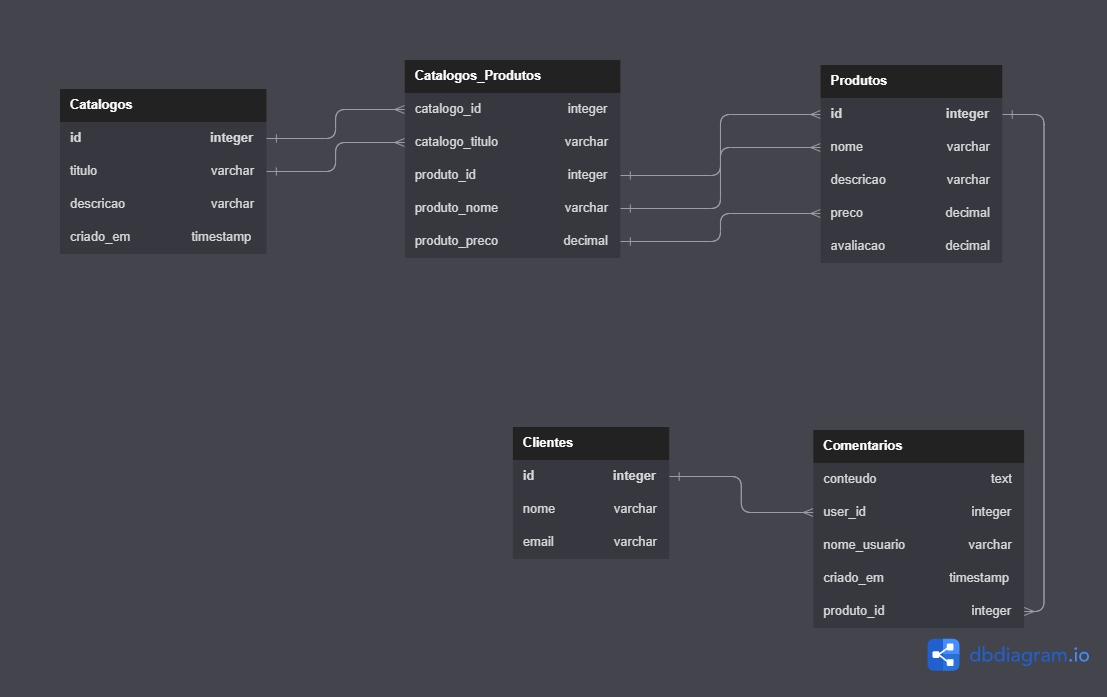 Catalogos
id integer
titulo varchar
descricao varchar
criado_em timestamp
Catalogos_Produtos
catalogo_id integer
catalogo_titulo varchar
produto_id integer
produto_nome varchar
produto_preco decimal
Produtos
id integer
nome varchar
descricao varchar
preco decimal
avaliacao decimal
Clientes
id integer
nome varchar
email varchar
Comentarios
conteudo text
user_id integer
nome_usuario varchar
criado_em timestamp
produto_id integer
dbdiagram.io